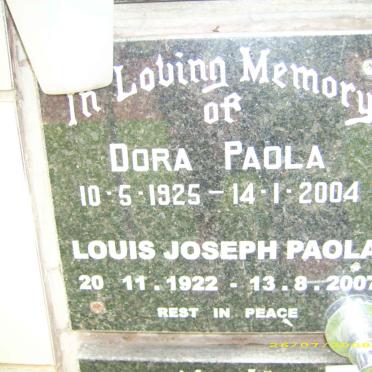 In Loving Memory
of
DORA PAOLA
10-5-1925 - 14-1-2004
LOUIS JOSEPH PAOLA
20 11.1922 - 13.8.2007
REST IN PEACE